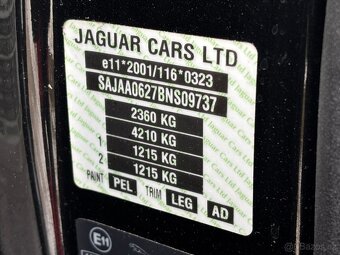 JAGUAR CARS LTD
e11*2001/116*0323
SAJAA0627BNS09737
2360 KG
4210 KG
1 1215 KG
2 1215 KG
PAINT PEL TRIM LEG AD
E11